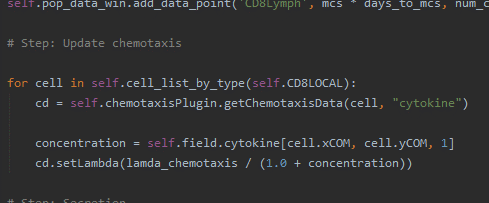 self.pop_data_win.add_data_point('CD8Lymph', mcs * days_to_mcs, num_c
# Step: Update chemotaxis
for cell in self.cell_list_by_type(self.CD8LOCAL):
cd = self.chemotaxisPlugin.getChemotaxisData(cell, "cytokine")
concentration = self.field.cytokine[cell.xCOM, cell.yCOM, 1]
cd.setLambda(lamda_chemotaxis / (1.0 + concentration))
# Step: Secretion